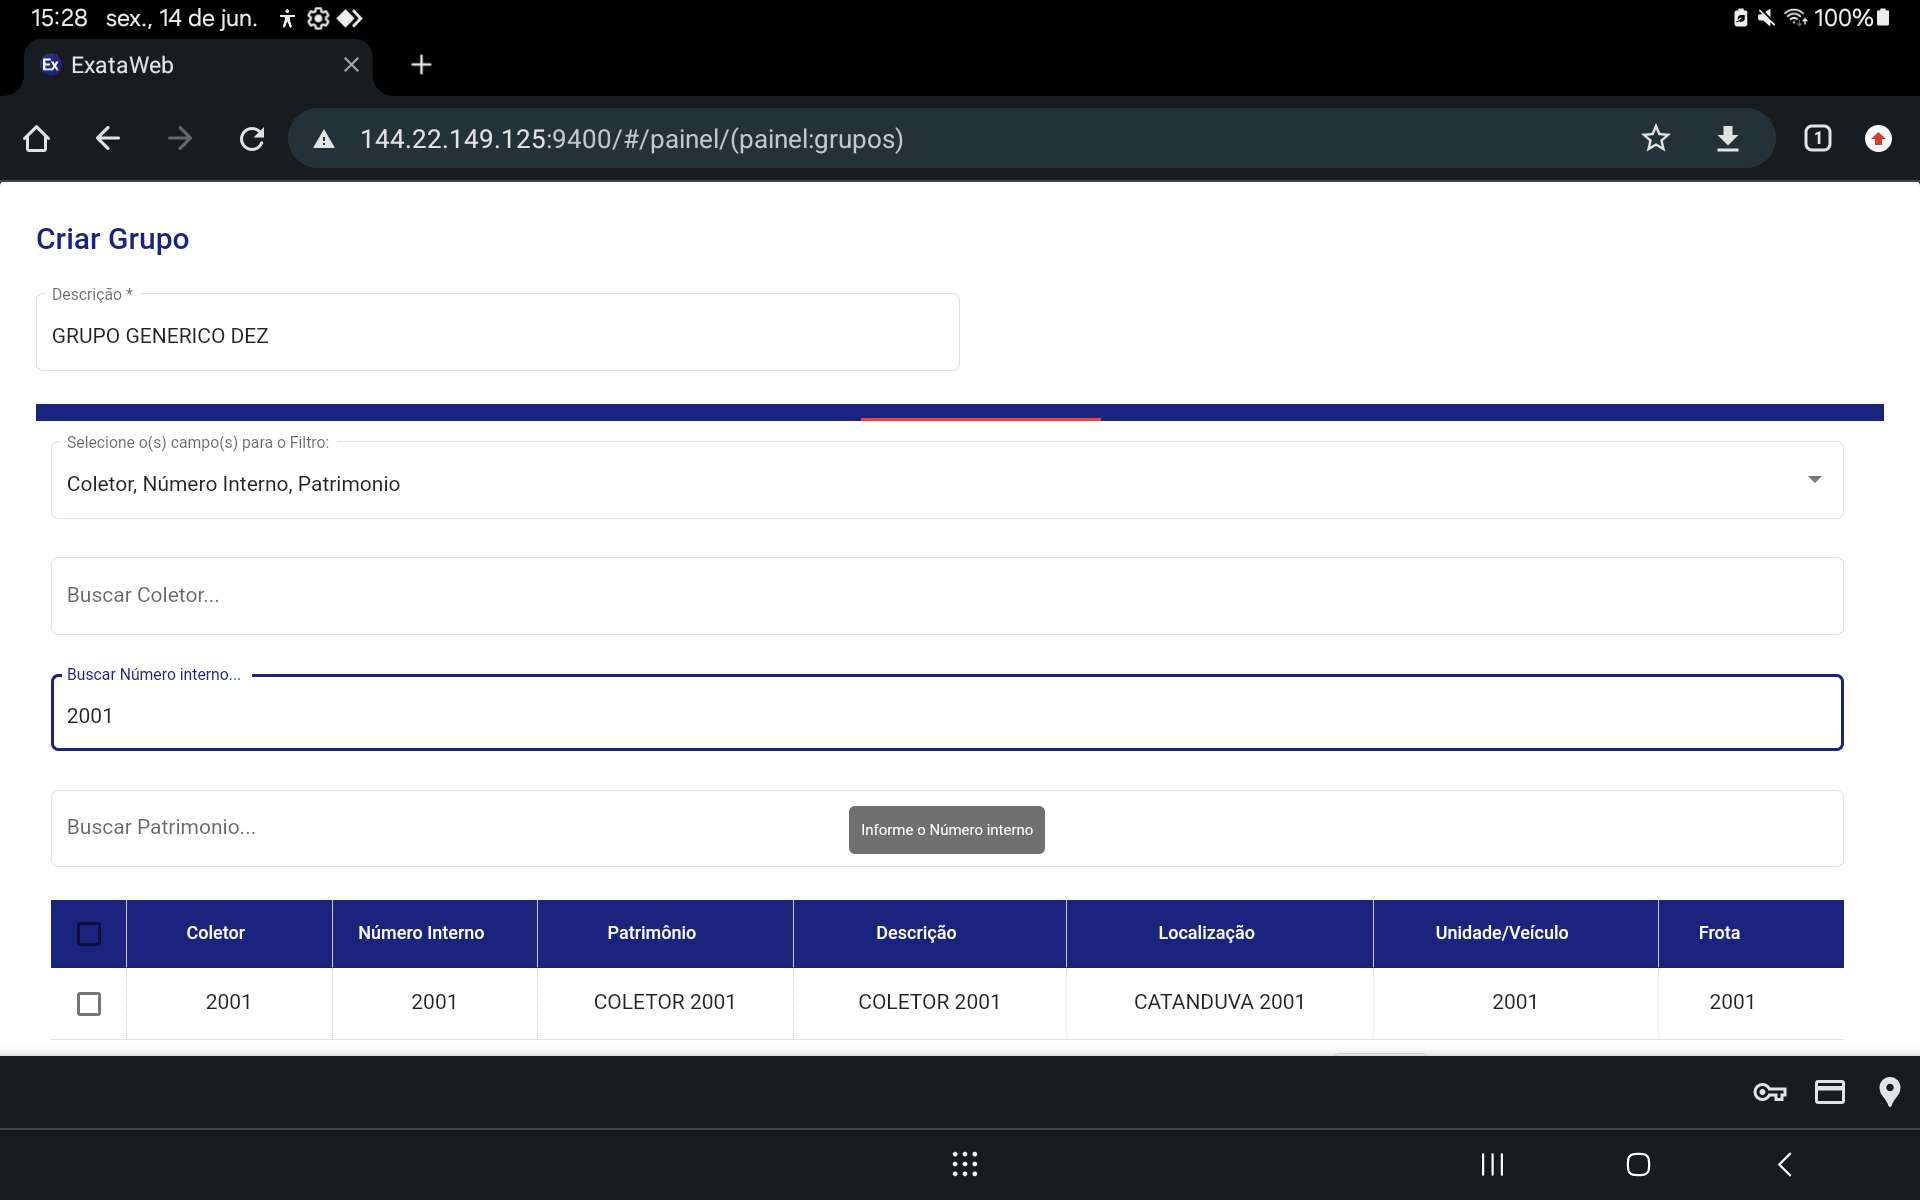 15:28 sex., 14 de jun. 100%
Ex ExataWeb
144.22.149.125:9400/#/painel/(painel:grupos) 1
Criar Grupo
Descrição *
GRUPO GENERICO DEZ
Selecione o(s) campo(s) para o Filtro:
Coletor, Número Interno, Patrimonio
Buscar Coletor...
Buscar Número interno...
2001
Buscar Patrimonio...
Informe o Número interno
Coletor Número Interno Patrimônio Descrição Localização Unidade/Veículo Frota
2001 2001 COLETOR 2001 COLETOR 2001 CATANDUVA 2001 2001 2001